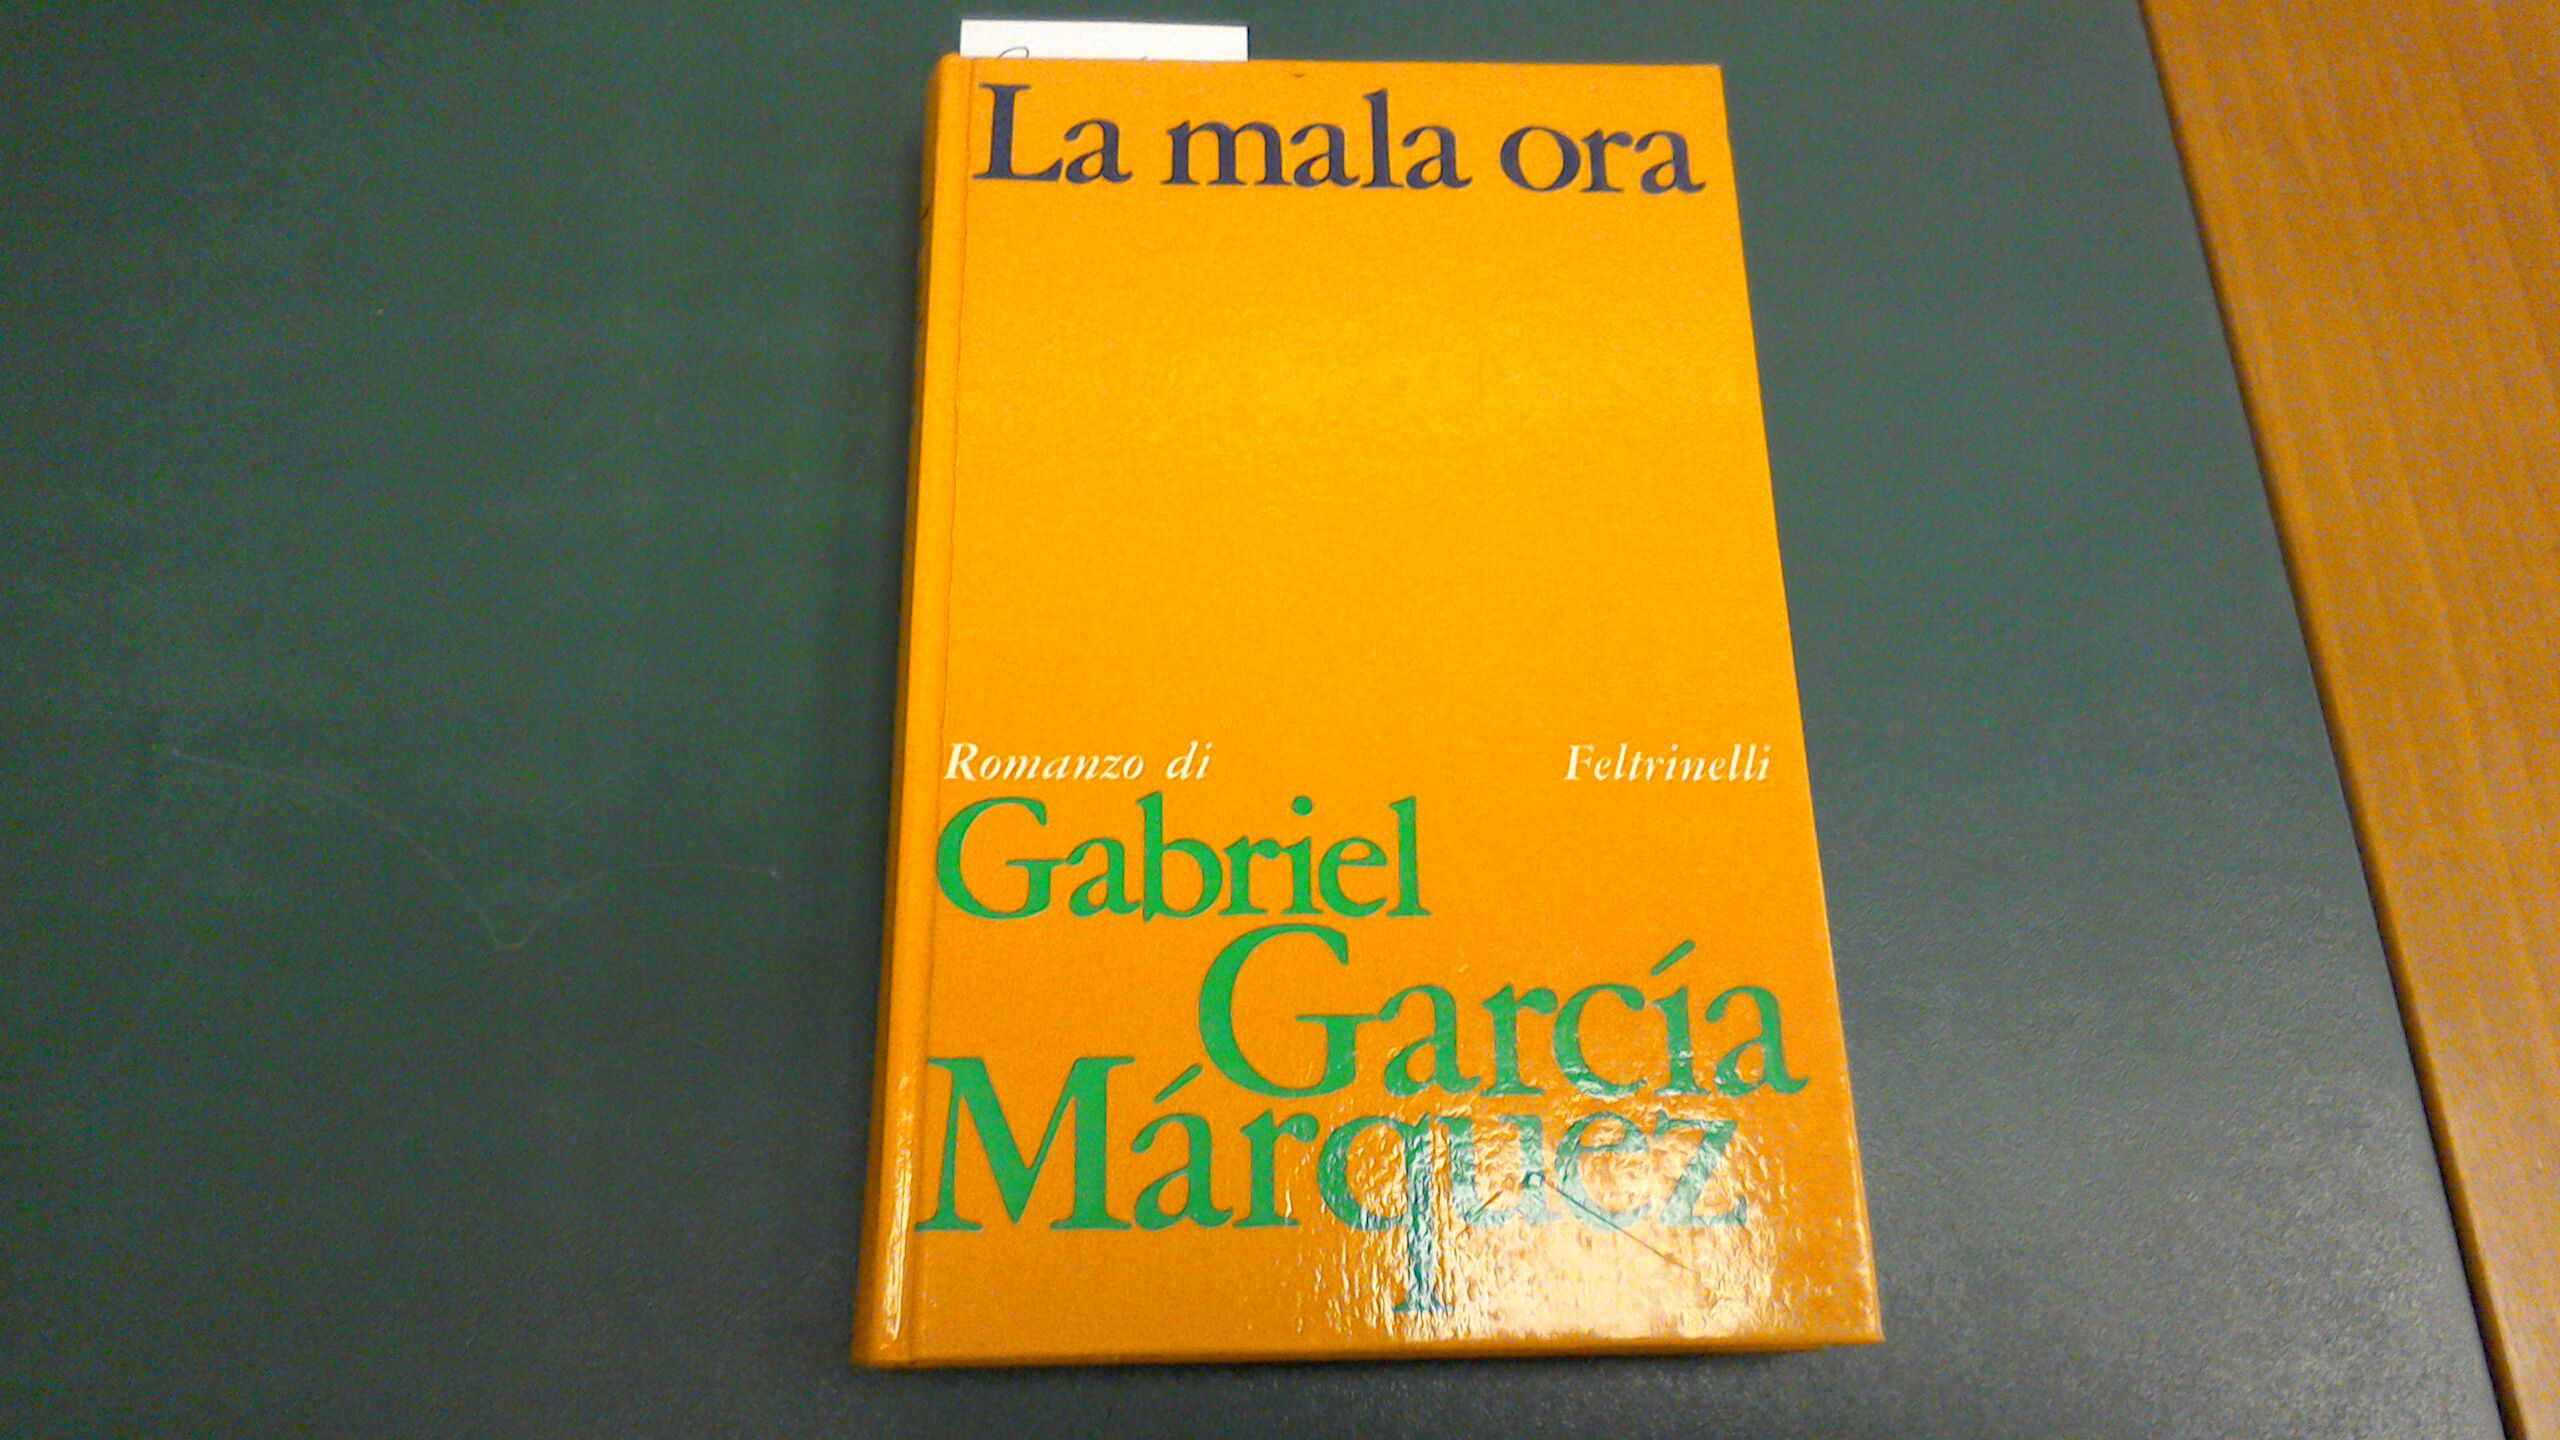 La mala ora
Romanzo di Feltrinelli
Gabriel
García
Márquez